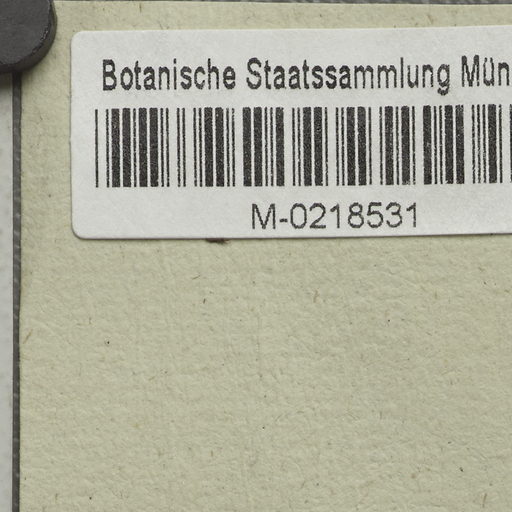 Botanische Staatssammlung Mün
M-0218531